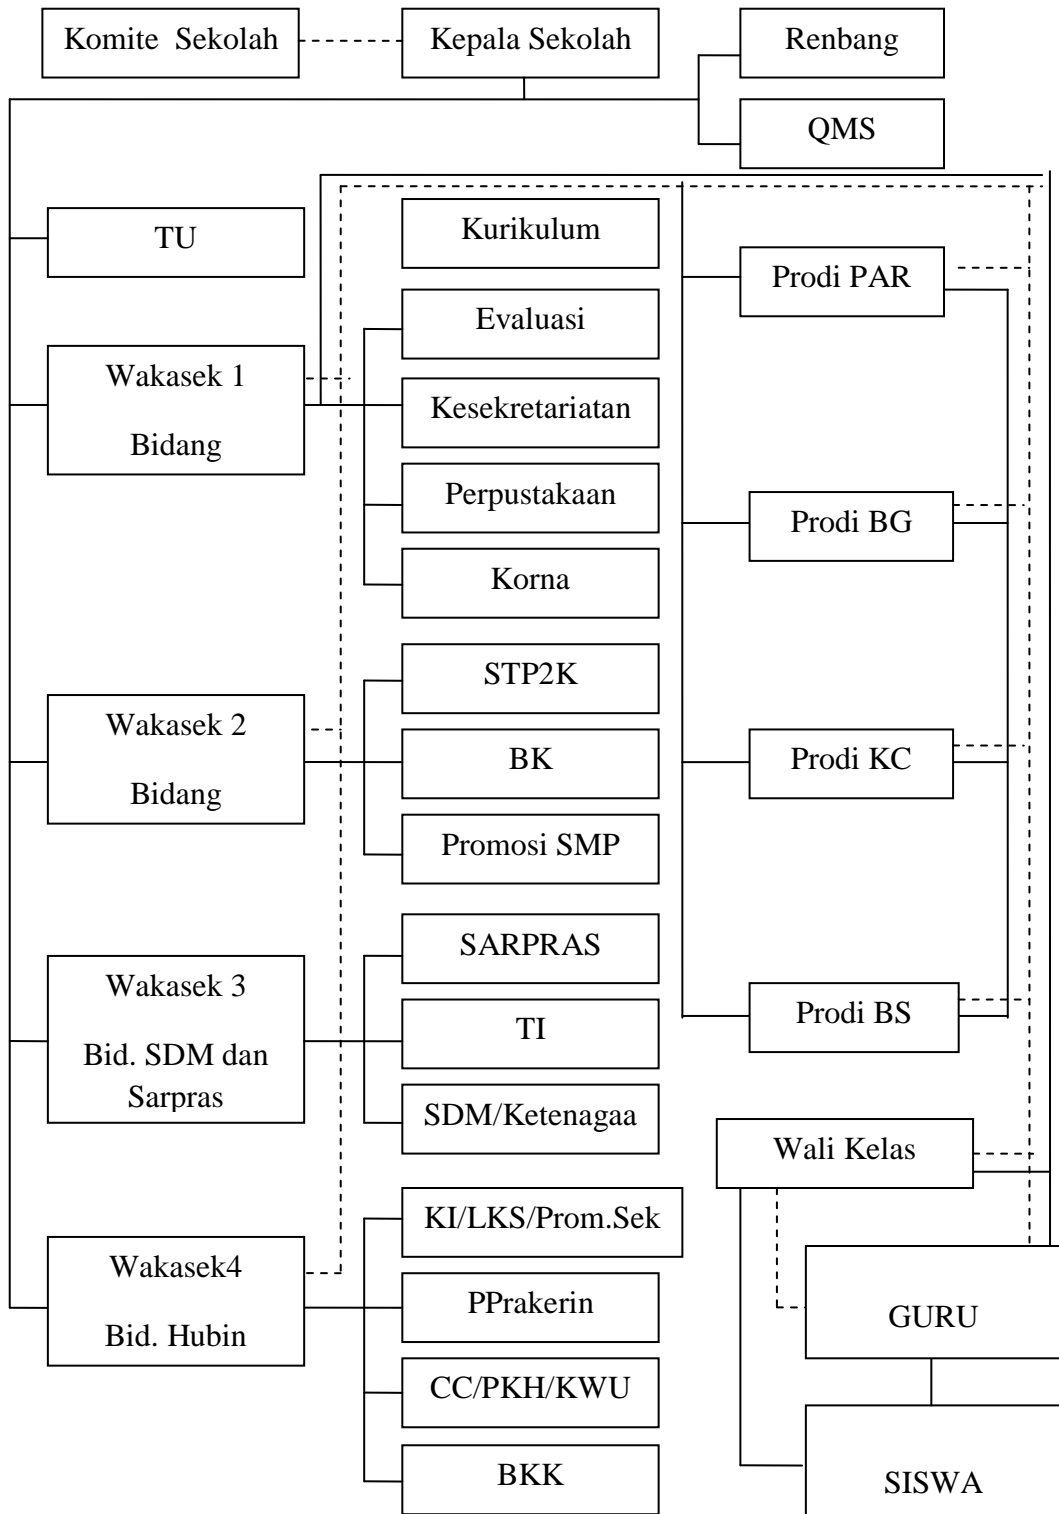 Komite Sekolah
Kepala Sekolah
Renbang
QMS
TU
Kurikulum
Prodi PAR
Evaluasi
Wakasek 1
Bidang
Kesekretariatan
Perpustakaan
Prodi BG
Korna
STP2K
Wakasek 2
Bidang
BK
Prodi KC
Promosi SMP
SARPRAS
Wakasek 3
Bid. SDM dan
Sarpras
TI
Prodi BS
SDM/Ketenagaa
Wali Kelas
KI/LKS/Prom.Sek
Wakasek4
Bid. Hubin
PPrakerin
GURU
CC/PKH/KWU
BKK
SISWA